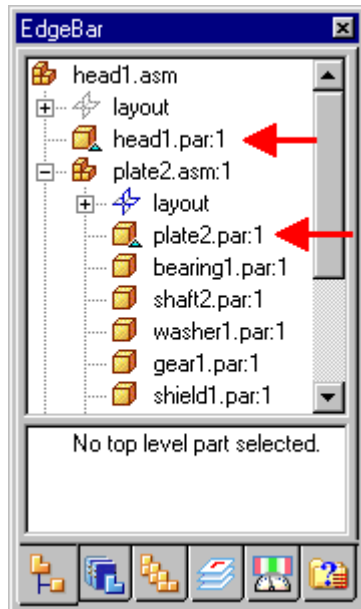 EdgeBar
head1.asm
layout
head1.par:1
plate2.asm:1
layout
plate2.par:1
bearing1.par:1
shaft2.par:1
washer1.par:1
gear1.par:1
shield1.par:1
No top level part selected.